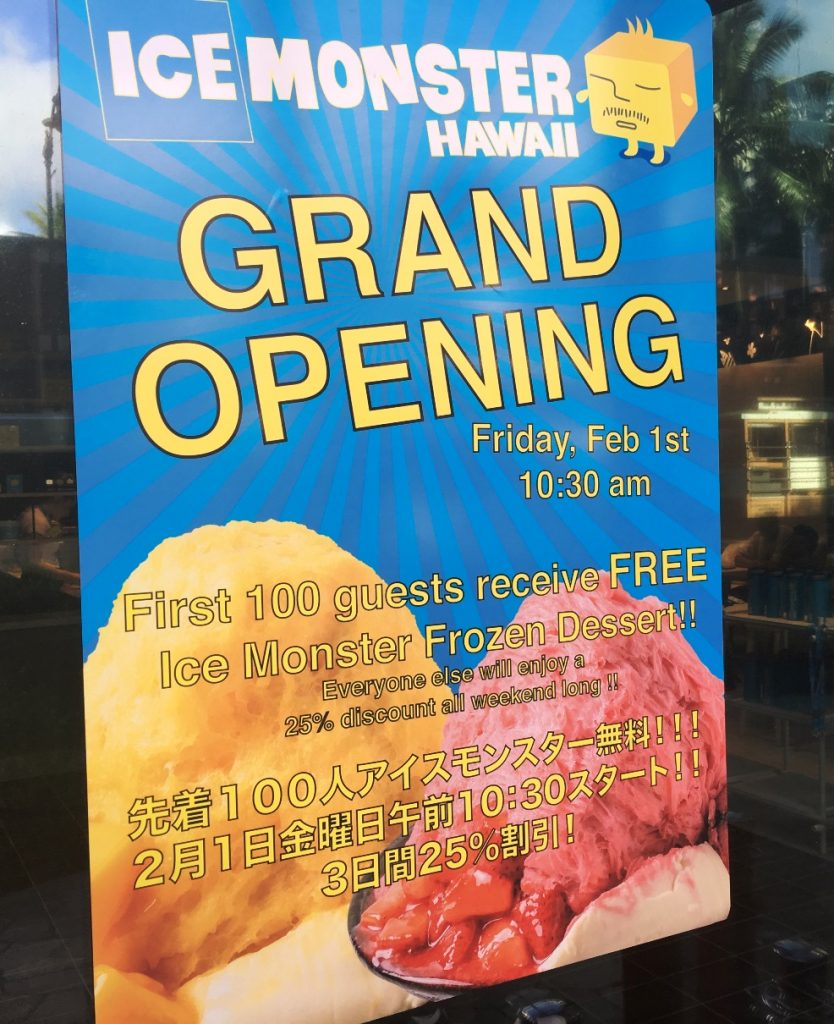 ICE MONSTER
HAWAII
GRAND
OPENING
Friday, Feb 1st
10:30 am
First 100 guests receive FREE
Ice Monster Frozen Dessert!!
Everyone else will enjoy a
25% discount all weekend long !!
先着１００人アイスモンスター無料！！！
２月１日金曜日午前10：30スタート！！
３日間25%割引！